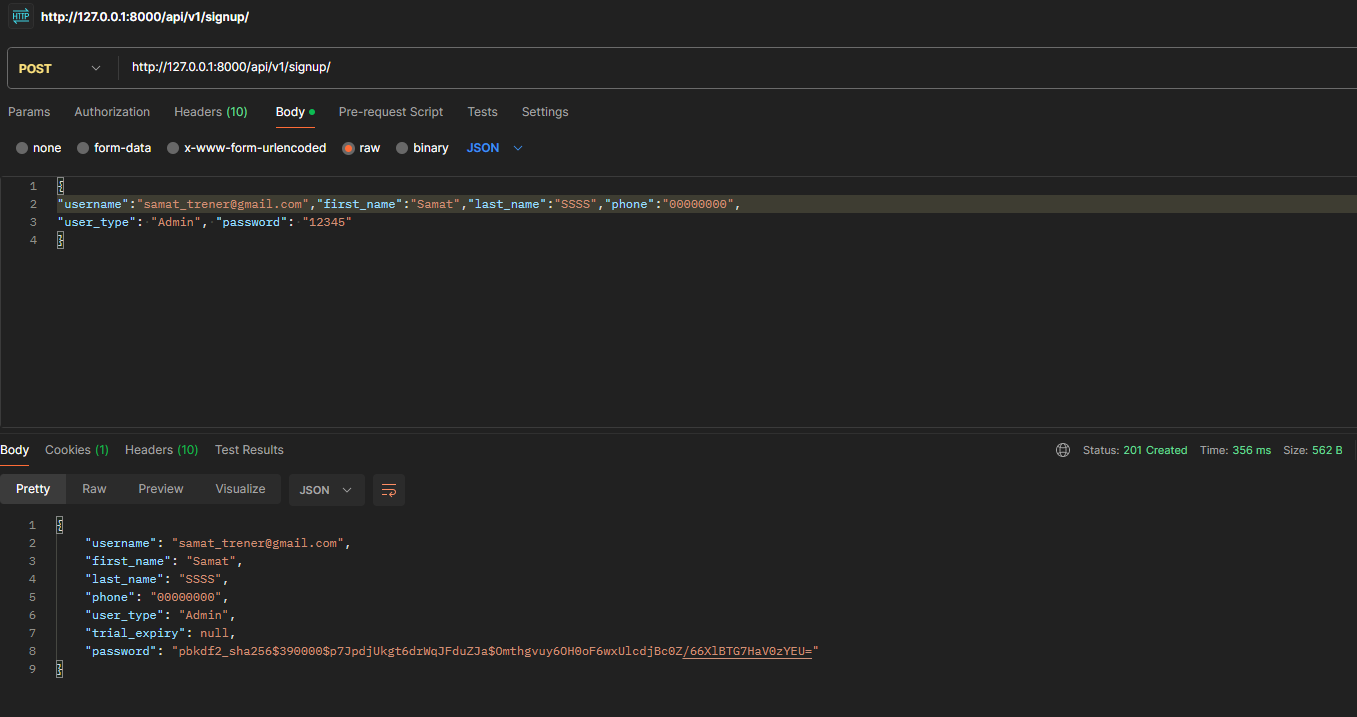 HTTP http://127.0.0.1:8000/api/v1/signup/
POST http://127.0.0.1:8000/api/v1/signup/
Params Authorization Headers (10) Body Pre-request Script Tests Settings
none form-data x-www-form-urlencoded raw binary JSON
1 {
2 "username":"samat_trener@gmail.com","first_name":"Samat","last_name":"SSSS","phone":"00000000",
3 "user_type": "Admin", "password": "12345"
4 }
Body Cookies (1) Headers (10) Test Results Status: 201 Created Time: 356 ms Size: 562 B
Pretty Raw Preview Visualize JSON
1 {
2 "username": "samat_trener@gmail.com",
3 "first_name": "Samat",
4 "last_name": "SSSS",
5 "phone": "00000000",
6 "user_type": "Admin",
7 "trial_expiry": null,
8 "password": "pbkdf2_sha256$390000$p7JpdjUkgt6drWqJFduZJa$Omthgvuy6OH0oF6wxUlcdjBc0Z/66XlBTG7HaV0zYEU="
9 }